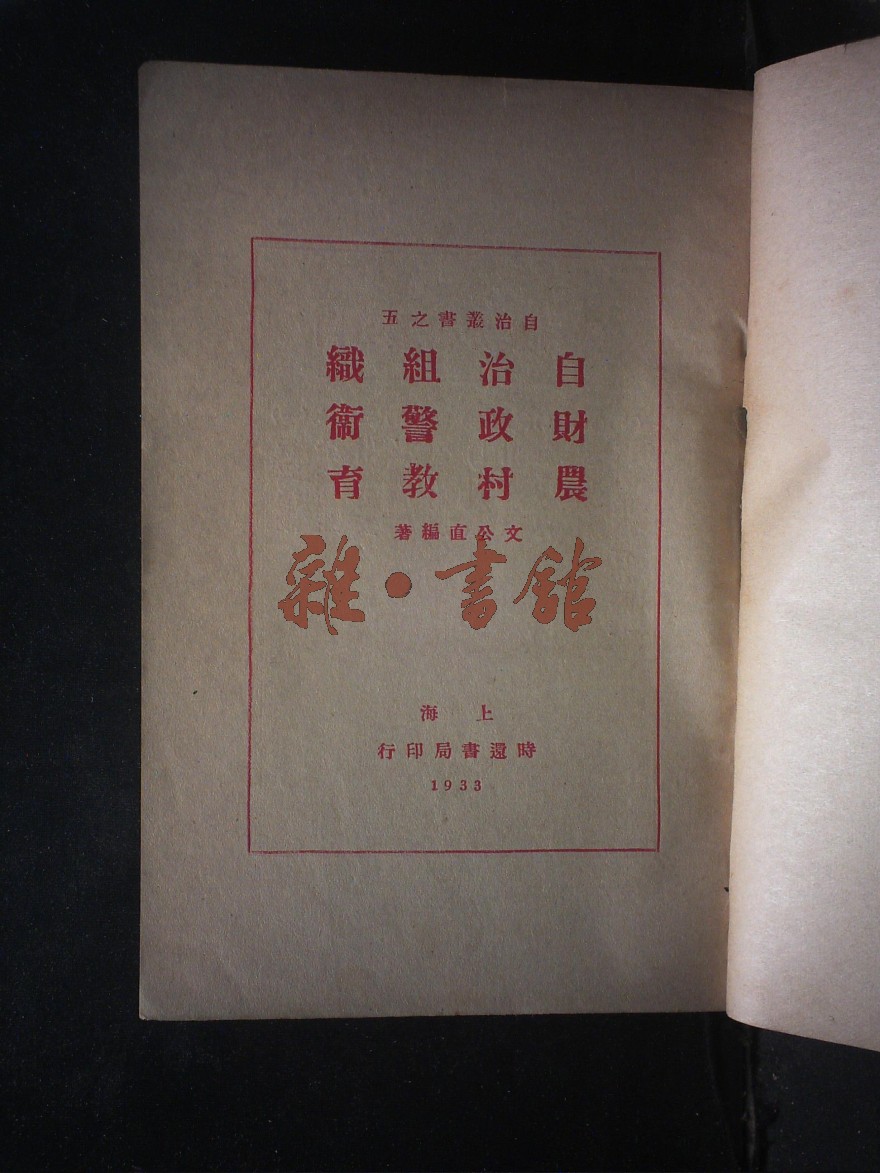 自治叢書之五
自治組織
財政警衞
農村教育
文公直編著
雜·書館
上海
時還書局印行
1933